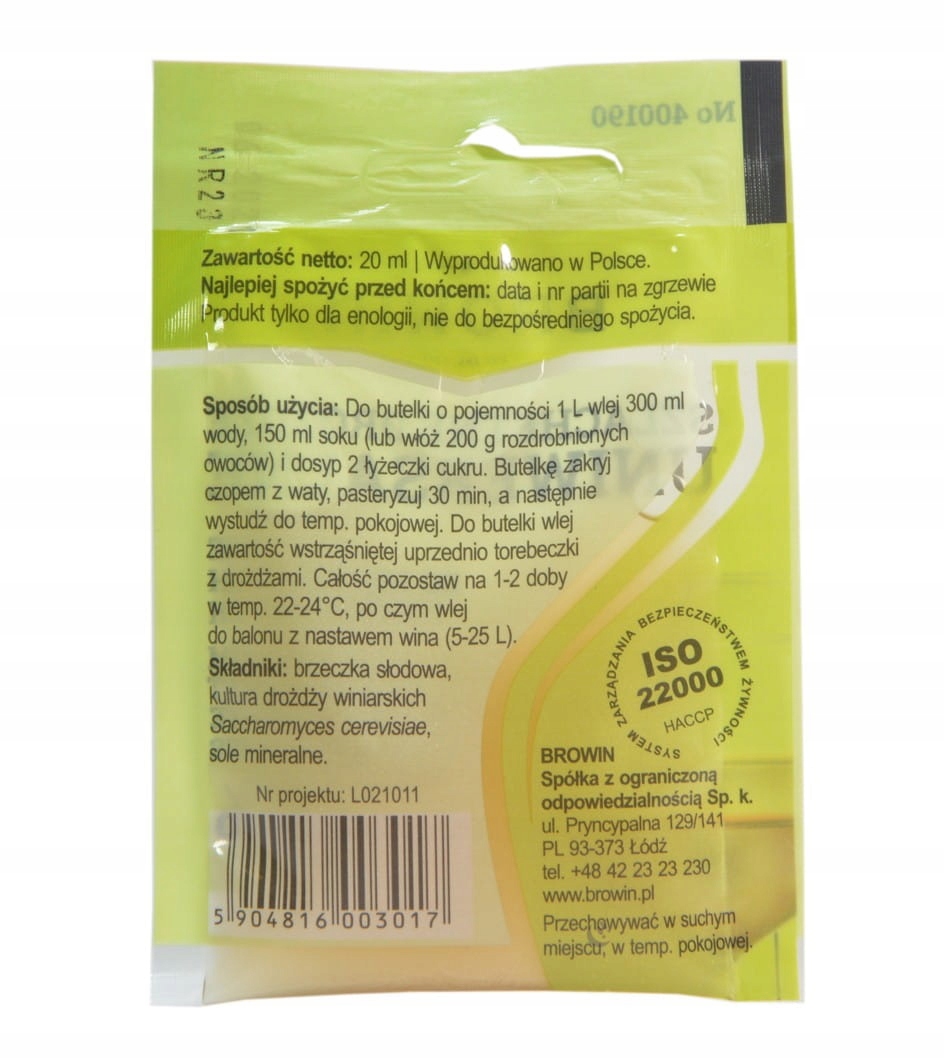 No 400190
NR23
Zawartość netto: 20 ml | Wyprodukowano w Polsce.
Najlepiej spożyć przed końcem: data i nr partii na zgrzewie
Produkt tylko dla enologii, nie do bezpośredniego spożycia.
Sposób użycia: Do butelki o pojemności 1 L wlej 300 ml
wody, 150 ml soku (lub włóż 200 g rozdrobnionych
owoców) i dosyp 2 łyżeczki cukru. Butelkę zakryj
czopem z waty, pasteryzuj 30 min, a następnie
wystudź do temp. pokojowej. Do butelki wlej
zawartość wstrząśniętej uprzednio torebeczki
z drożdżami. Całość pozostaw na 1-2 doby
w temp. 22-24°C, po czym wlej
do balonu z nastawem wina (5-25 L).
Składniki: brzeczka słodowa,
kultura drożdży winiarskich
Saccharomyces cerevisiae,
sole mineralne.
Nr projektu: L021011
5 904816 003017
SYSTEM ZARZĄDZANIA BEZPIECZEŃSTWEM ŻYWNOŚCI
ISO
22000
HACCP
BROWIN
Spółka z ograniczoną
odpowiedzialnością Sp. k.
ul. Pryncypalna 129/141
PL 93-373 Łódź
tel. +48 42 23 23 230
www.browin.pl
Przechowywać w suchym
miejscu, w temp. pokojowej.